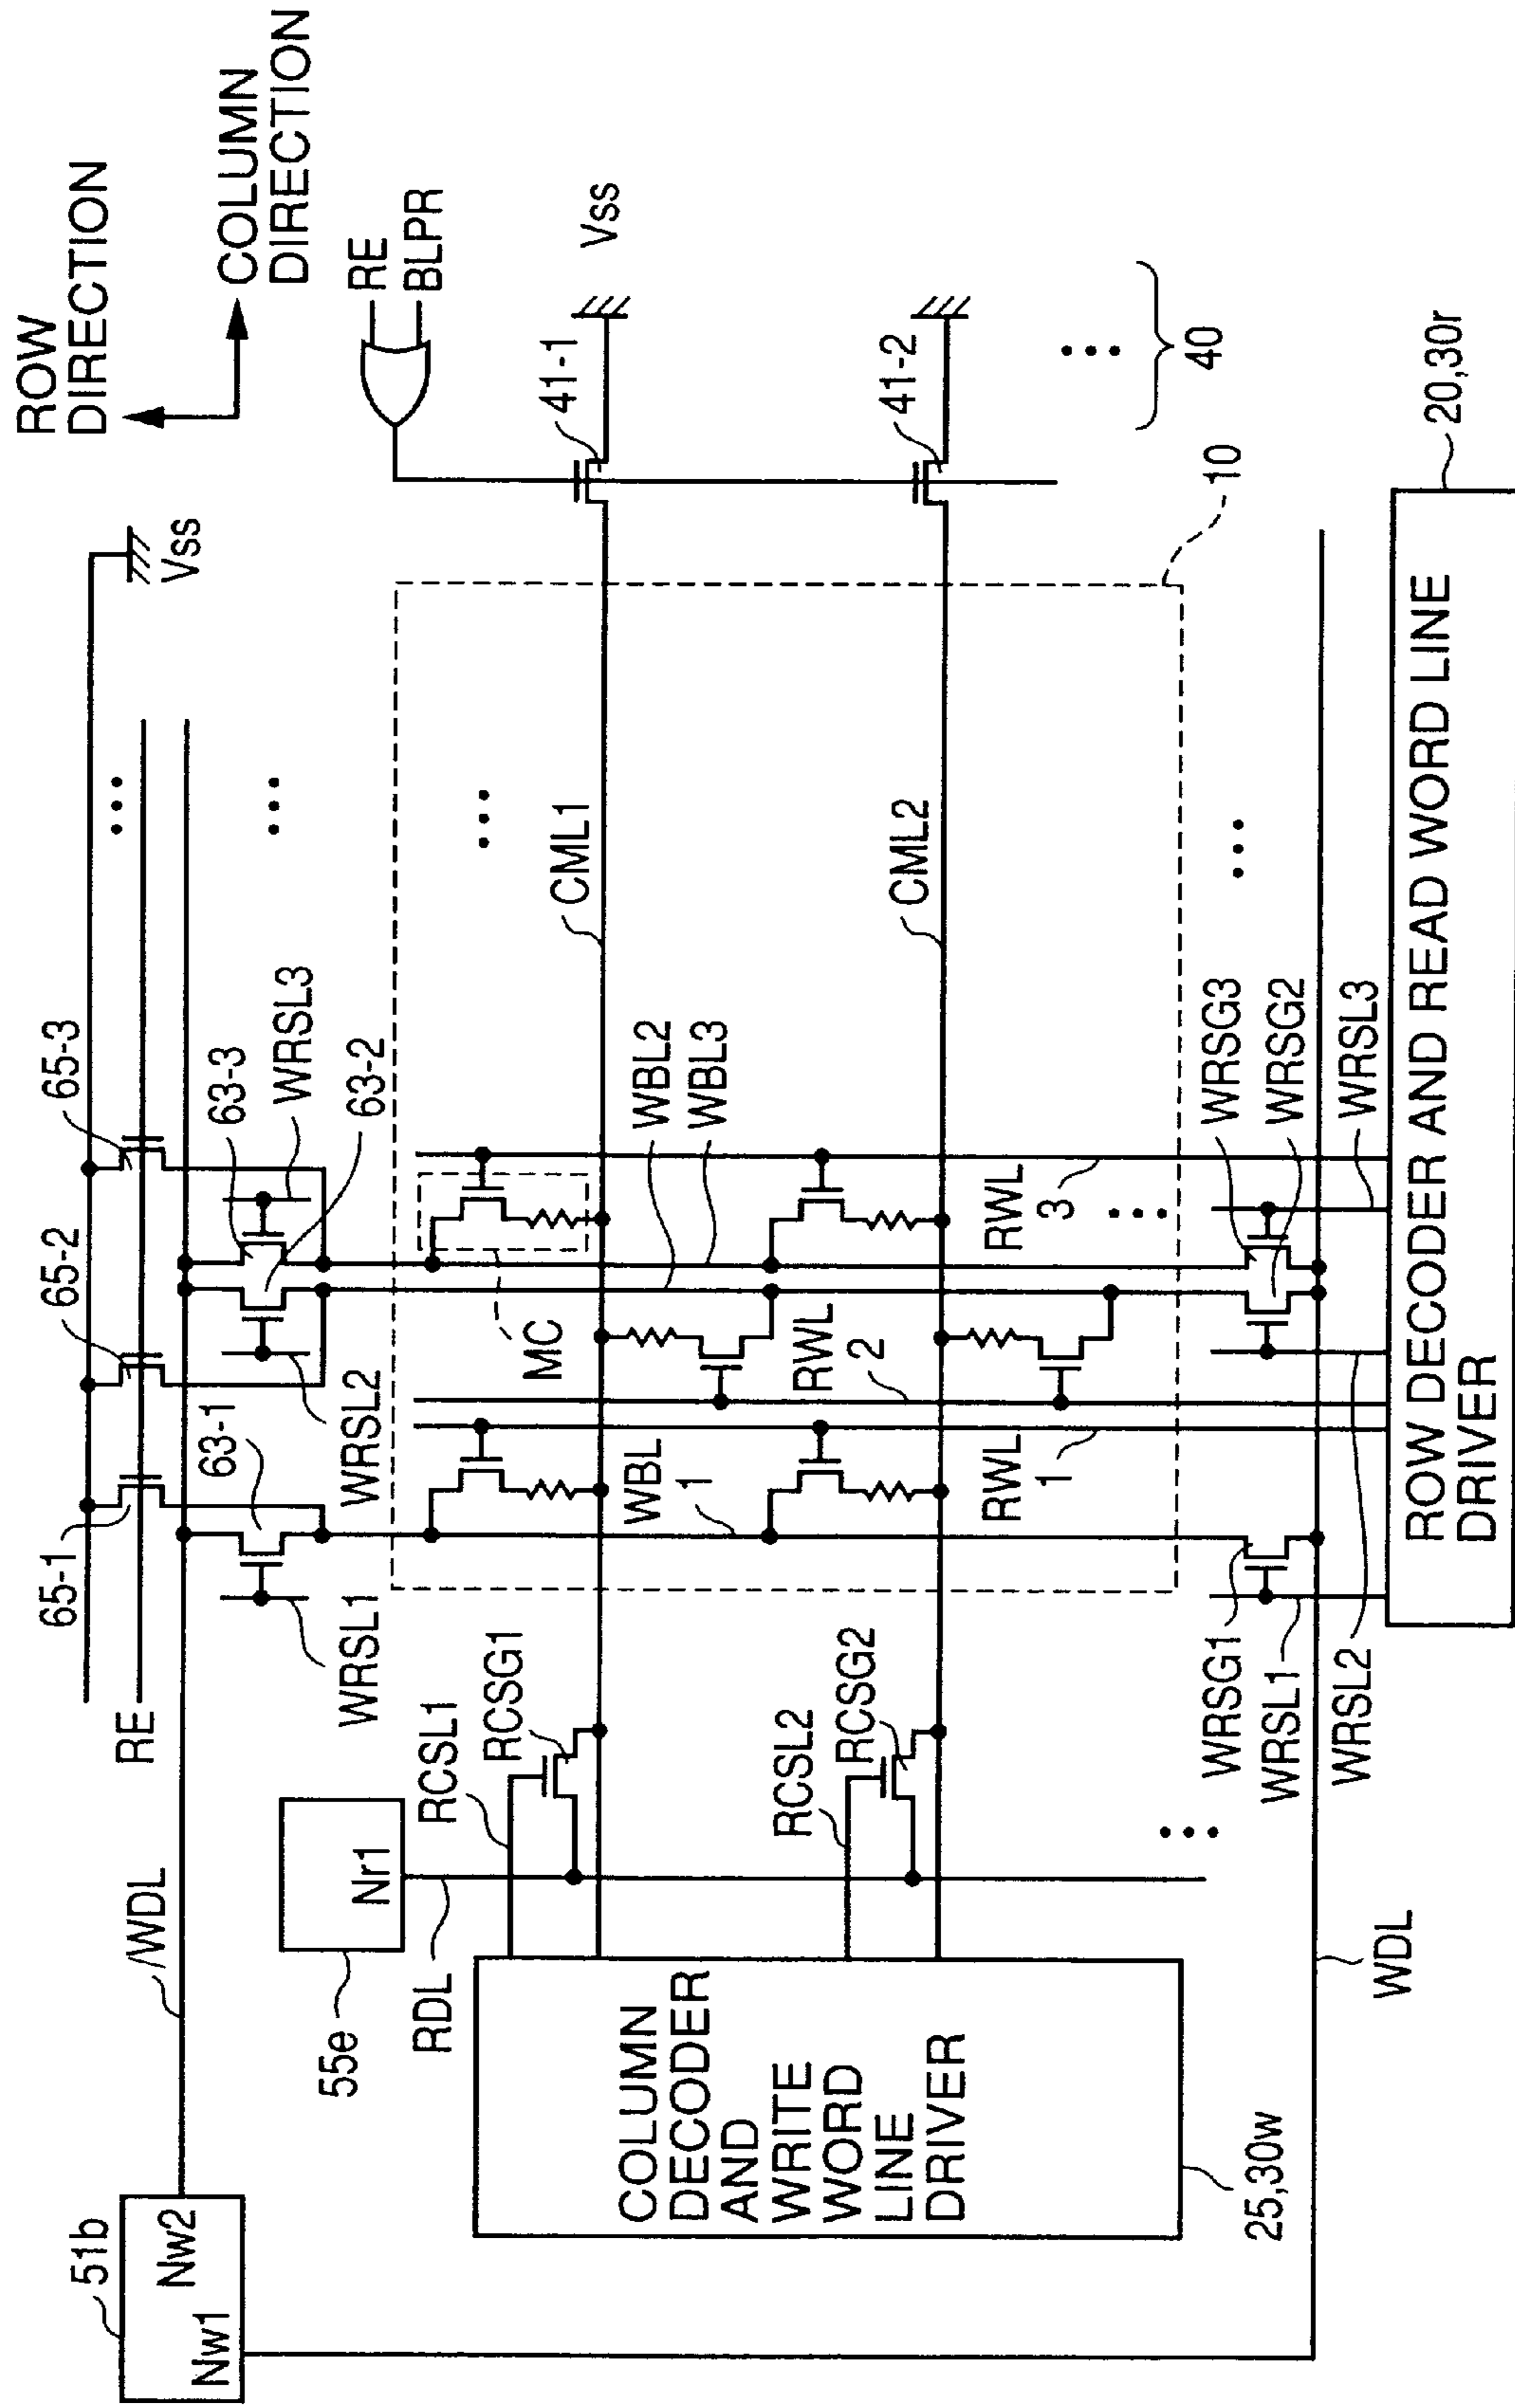 ROW
DIRECTION
COLUMN
DIRECTION
51b
Nw2
Nw1
/WDL
RE
65-1
65-2
65-3
Vss
63-1
63-3
63-2
WRSL1
WRSL2
WRSL3
RE
BLPR
55e
Nr1
RDL
RCSL1
RCSG1
CML1
41-1
Vss
MC
WBL
1
WBL2
WBL3
RWL
2
COLUMN
DECODER
AND
WRITE
WORD
LINE
DRIVER
25,30w
RCSL2
RCSG2
CML2
41-2
RWL
1
RWL
3
10
40
WRSG1
WRSL1
WRSL2
WRSG3
WRSG2
WRSL3
WDL
ROW DECODER AND READ WORD LINE
DRIVER
20,30r